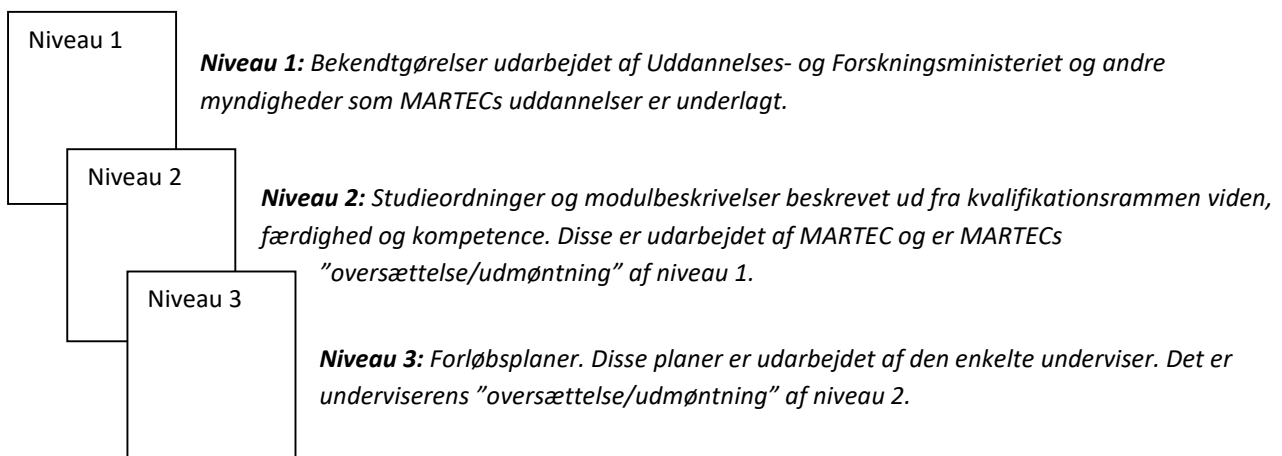 Niveau 1
Niveau 1: Bekendtgørelser udarbejdet af Uddannelses- og Forskningsministeriet og andre
myndigheder som MARTECs uddannelser er underlagt.
Niveau 2
Niveau 2: Studieordninger og modulbeskrivelser beskrevet ud fra kvalifikationsrammen viden,
færdighed og kompetence. Disse er udarbejdet af MARTEC og er MARTECs
”oversættelse/udmøntning” af niveau 1.
Niveau 3
Niveau 3: Forløbsplaner. Disse planer er udarbejdet af den enkelte underviser. Det er
underviserens ”oversættelse/udmøntning” af niveau 2.